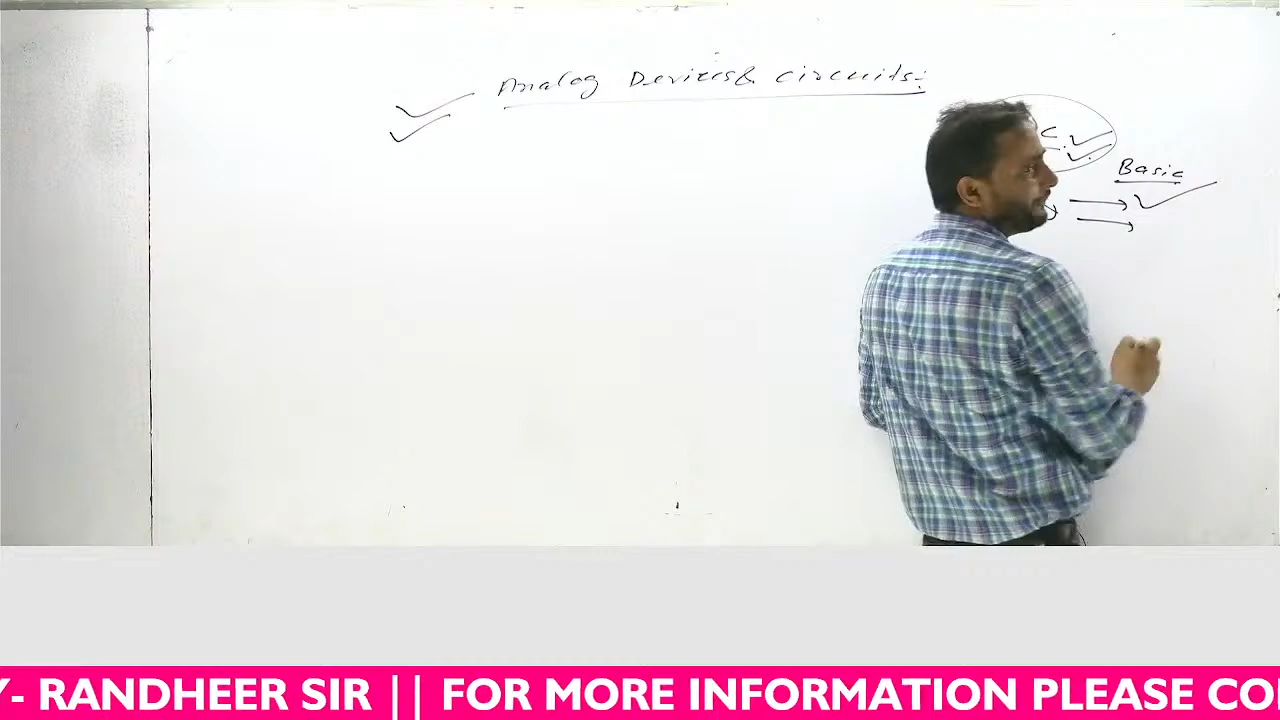 Analog Devices & circuits:
C
Basic
Y- RANDHEER SIR || FOR MORE INFORMATION PLEASE CO